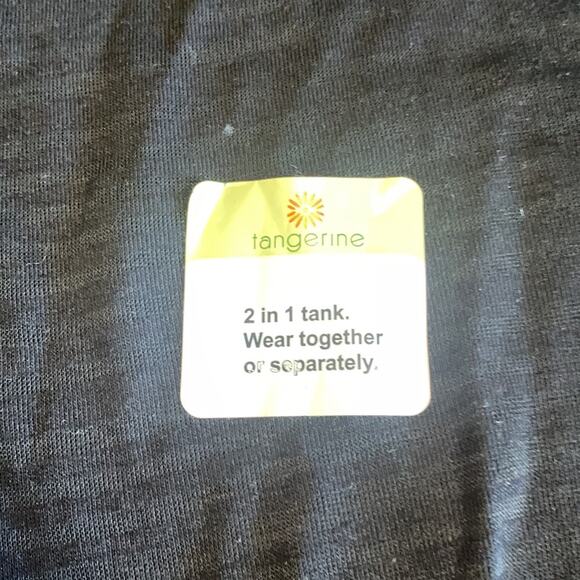 tangerine
2 in 1 tank.
Wear together
or separately.